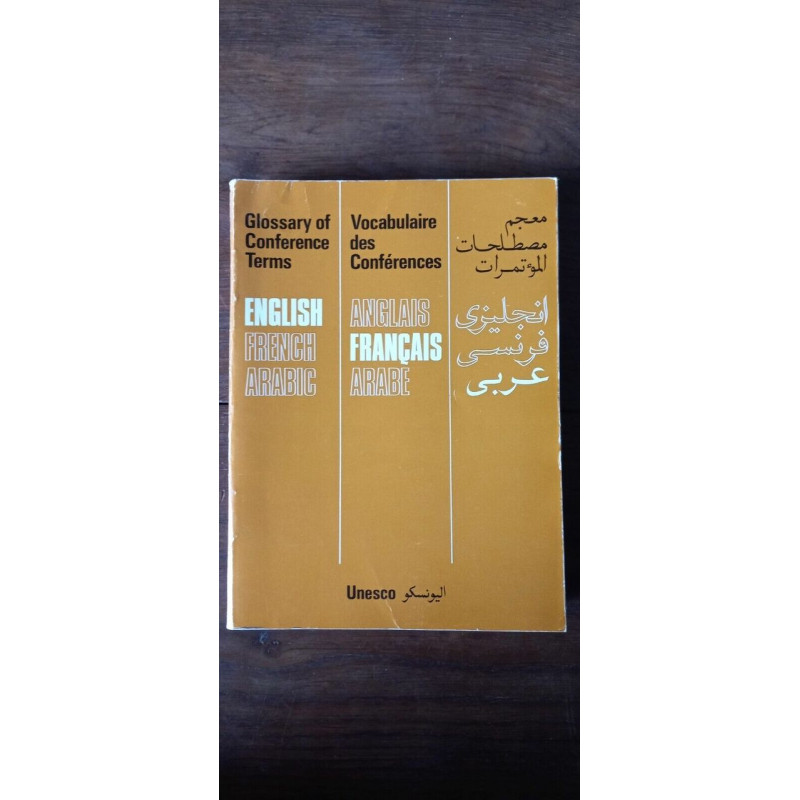 Glossary of
Conference
Terms
ENGLISH
FRENCH
ARABIC
Vocabulaire
des
Conférences
ANGLAIS
FRANÇAIS
ARABE
معجم
مصطلحات
المؤتمرات
انجليزى
فرنسى
عربى
Unesco اليونسكو